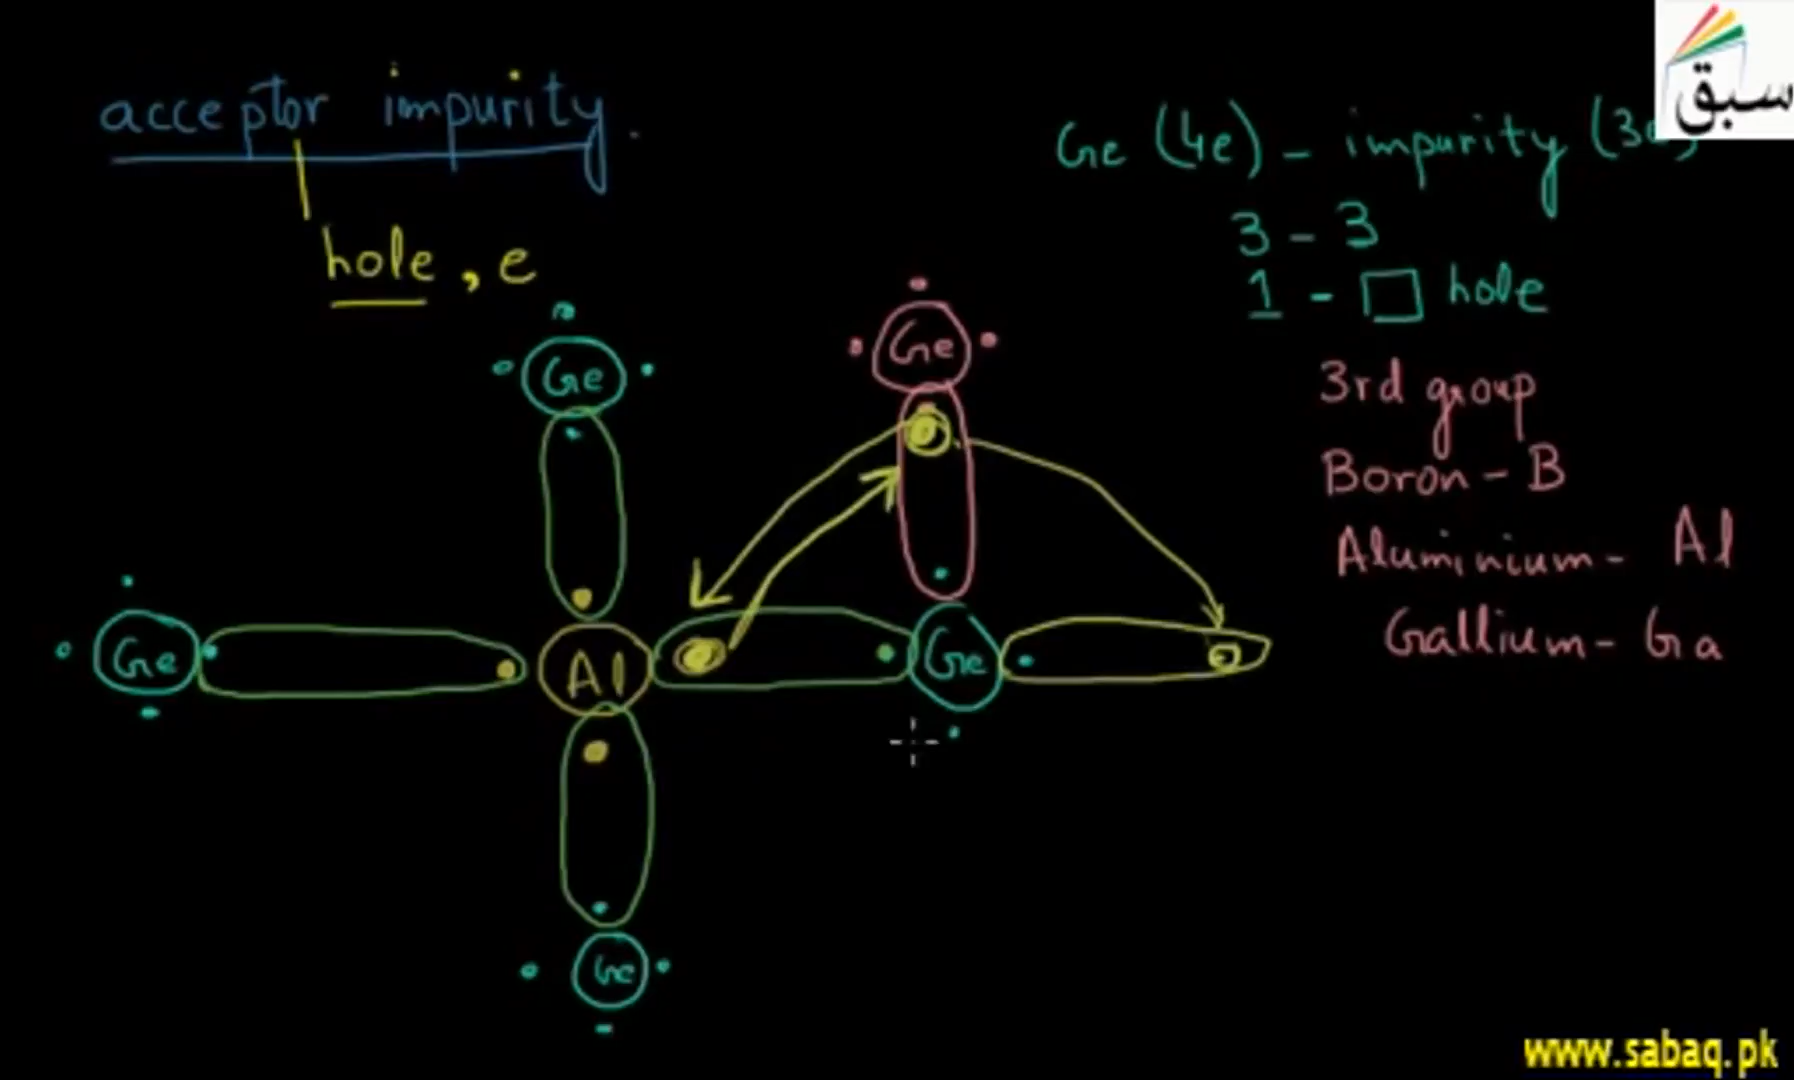 acceptor impurity.
hole, e
Ge (4e) - impurity (3e)
3 - 3
1 - □ hole
3rd group
Boron - B
Aluminium - Al
Gallium - Ga
Ge
Ge
Ge
Al
Ge
Ge
سبق
www.sabaq.pk